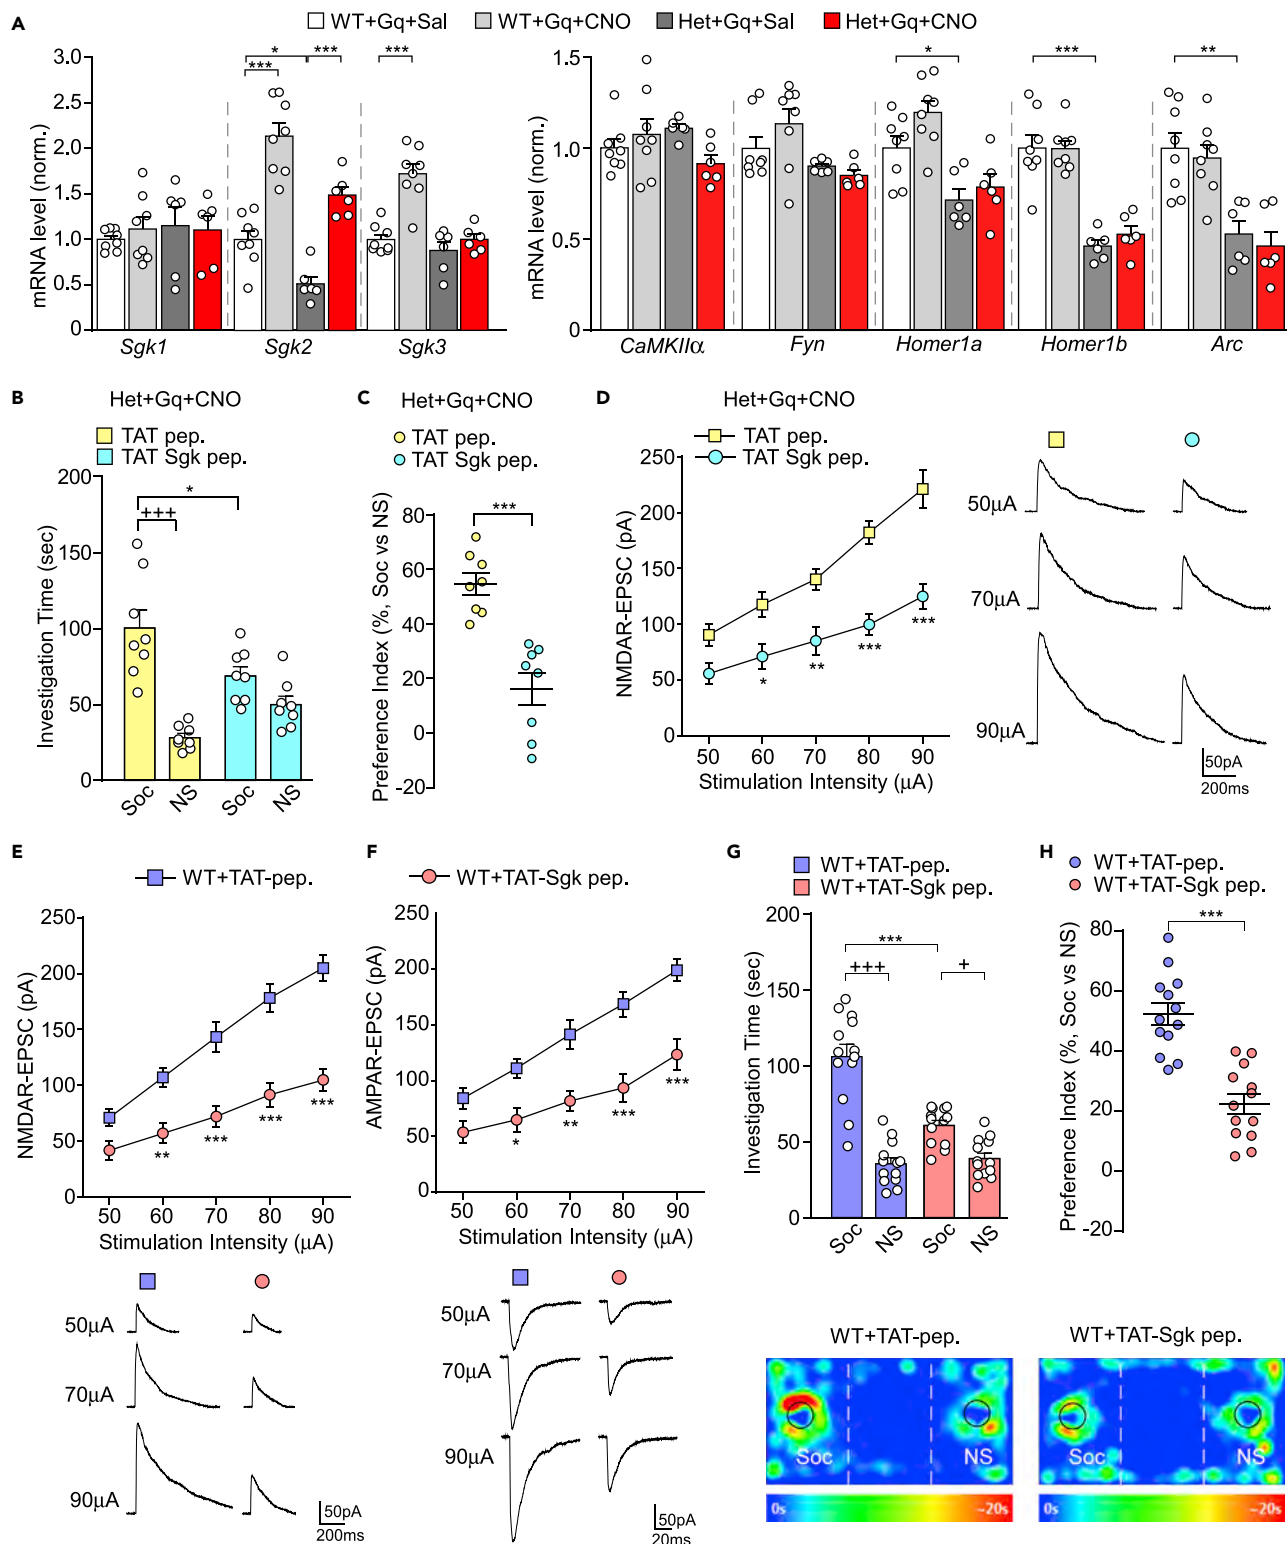 A
WT+Gq+Sal WT+Gq+CNO Het+Gq+Sal Het+Gq+CNO
mRNA level (norm.)
3.0
2.5
2.0
1.5
1.0
0.5
0
*** * *** ***
Sgk1 Sgk2 Sgk3
mRNA level (norm.)
1.5
1.0
0.5
0
* *** **
CaMKIIα Fyn Homer1a Homer1b Arc
B
Het+Gq+CNO
TAT pep.
TAT Sgk pep.
Investigation Time (sec)
200
150
100
50
0
*
+++
Soc NS Soc NS
C
Het+Gq+CNO
TAT pep.
TAT Sgk pep.
Preference Index (%, Soc vs NS)
80
60
40
20
0
-20
***
D
Het+Gq+CNO
TAT pep.
TAT Sgk pep.
NMDAR-EPSC (pA)
250
200
150
100
50
0
* ** *** ***
50 60 70 80 90
Stimulation Intensity (μA)
50μA
70μA
90μA
50pA
200ms
E
WT+TAT-pep.
NMDAR-EPSC (pA)
250
200
150
100
50
0
** *** *** ***
50 60 70 80 90
Stimulation Intensity (μA)
50μA
70μA
90μA
50pA
200ms
F
WT+TAT-Sgk pep.
AMPAR-EPSC (pA)
250
200
150
100
50
0
* ** *** ***
50 60 70 80 90
Stimulation Intensity (μA)
50μA
70μA
90μA
50pA
20ms
G
WT+TAT-pep.
WT+TAT-Sgk pep.
Investigation Time (sec)
200
150
100
50
0
***
+++ +
Soc NS Soc NS
H
WT+TAT-pep.
WT+TAT-Sgk pep.
Preference Index (%, Soc vs NS)
80
60
40
20
0
-20
***
WT+TAT-pep.
Soc NS
0s ~20s
WT+TAT-Sgk pep.
Soc NS
0s ~20s